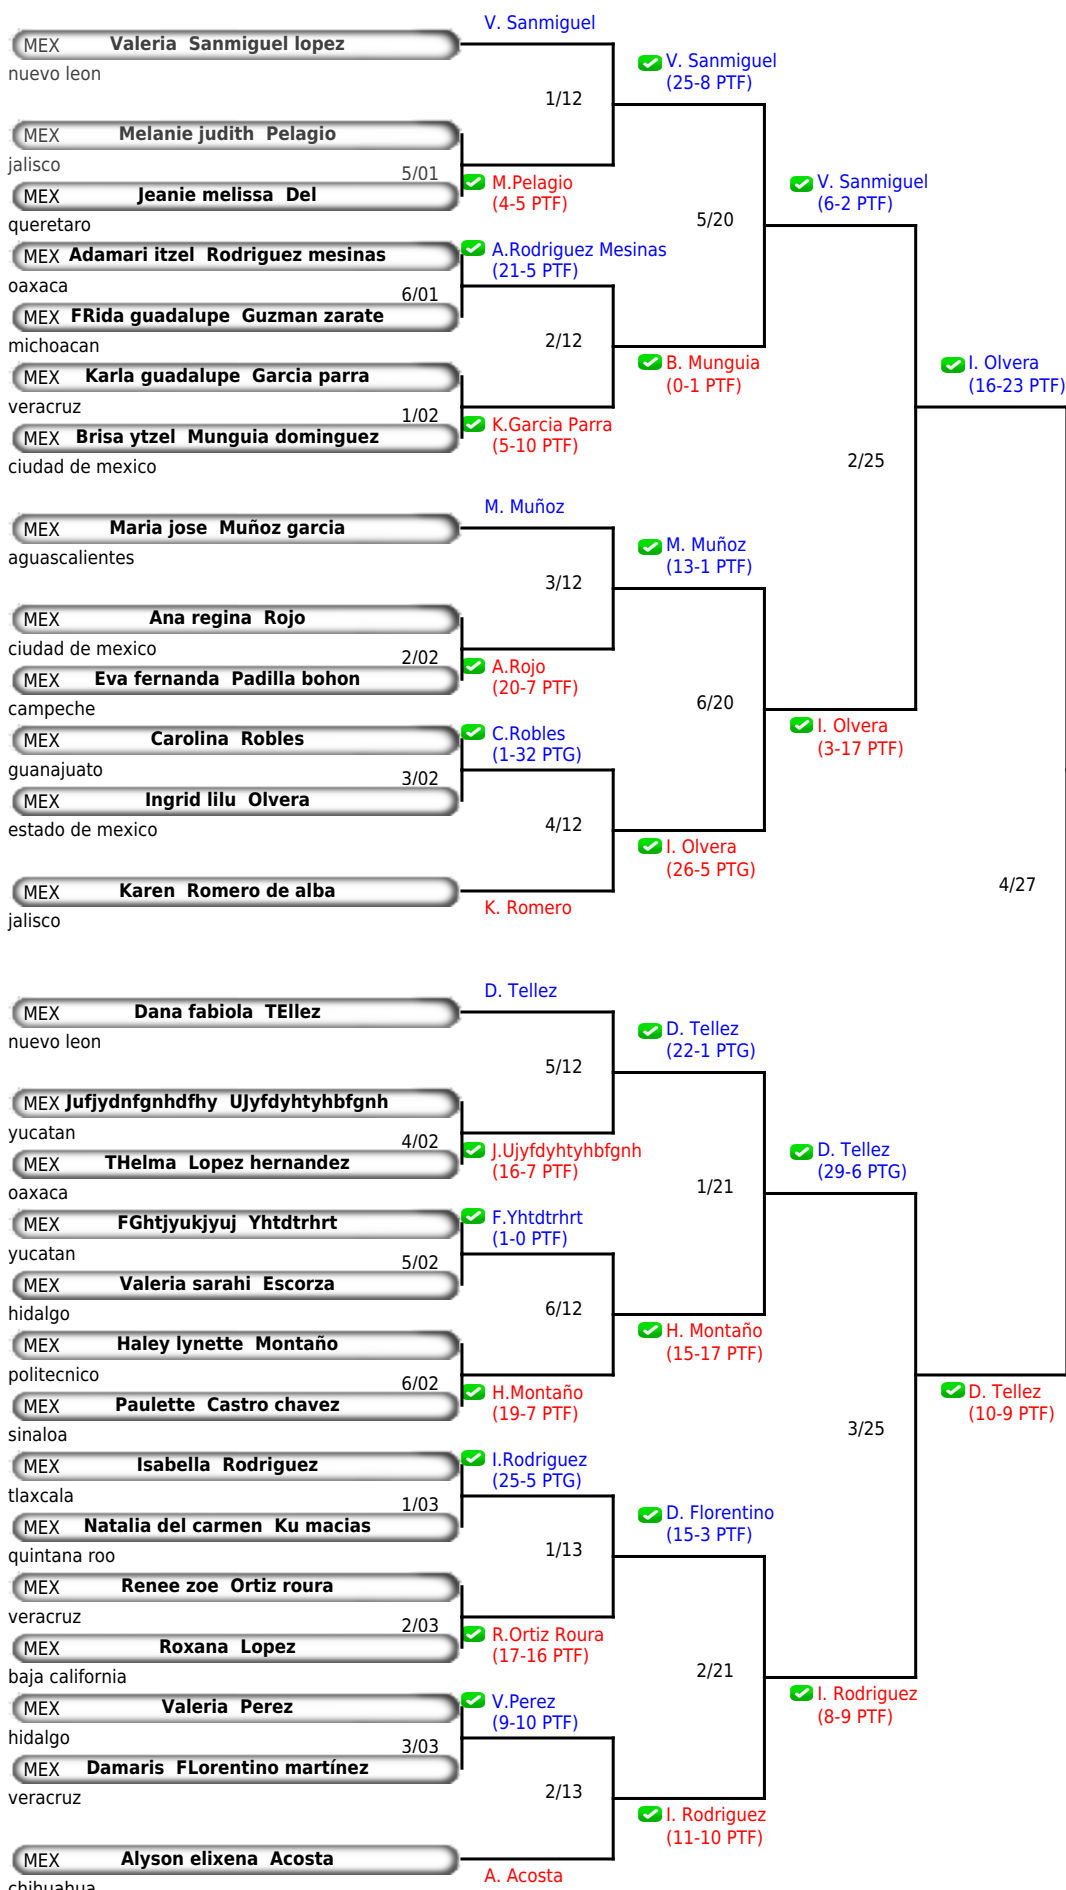 V. Sanmiguel
MEX Valeria Sanmiguel lopez
nuevo leon
V. Sanmiguel
(25-8 PTF)
1/12
MEX Melanie judith Pelagio
jalisco
5/01
M.Pelagio
(4-5 PTF)
V. Sanmiguel
(6-2 PTF)
MEX Jeanie melissa Del
queretaro
5/20
MEX Adamari itzel Rodriguez mesinas
A.Rodriguez Mesinas
(21-5 PTF)
oaxaca
6/01
MEX FRida guadalupe Guzman zarate
michoacan
2/12
B. Munguia
(0-1 PTF)
I. Olvera
(16-23 PTF)
MEX Karla guadalupe Garcia parra
veracruz
1/02
K.Garcia Parra
(5-10 PTF)
MEX Brisa ytzel Munguia dominguez
ciudad de mexico
2/25
M. Muñoz
MEX Maria jose Muñoz garcia
aguascalientes
M. Muñoz
(13-1 PTF)
3/12
MEX Ana regina Rojo
ciudad de mexico
2/02
A.Rojo
(20-7 PTF)
MEX Eva fernanda Padilla bohon
campeche
6/20
I. Olvera
(3-17 PTF)
MEX Carolina Robles
C.Robles
(1-32 PTG)
guanajuato
3/02
MEX Ingrid lilu Olvera
estado de mexico
4/12
I. Olvera
(26-5 PTG)
MEX Karen Romero de alba
jalisco
K. Romero
4/27
D. Tellez
MEX Dana fabiola TEllez
nuevo leon
D. Tellez
(22-1 PTG)
5/12
MEX Jufjydnfgnhdfhy UJyfdyhtyhbfgnh
yucatan
4/02
J.Ujyfdyhtyhbfgnh
(16-7 PTF)
D. Tellez
(29-6 PTG)
MEX THelma Lopez hernandez
oaxaca
1/21
MEX FGhtjyukjyuj Yhtdtrhrt
F.Yhtdtrhrt
(1-0 PTF)
yucatan
5/02
MEX Valeria sarahi Escorza
hidalgo
6/12
H. Montaño
(15-17 PTF)
MEX Haley lynette Montaño
politecnico
6/02
H.Montaño
(19-7 PTF)
D. Tellez
(10-9 PTF)
MEX Paulette Castro chavez
sinaloa
3/25
MEX Isabella Rodriguez
I.Rodriguez
(25-5 PTG)
tlaxcala
1/03
D. Florentino
(15-3 PTF)
MEX Natalia del carmen Ku macias
quintana roo
1/13
MEX Renee zoe Ortiz roura
veracruz
2/03
R.Ortiz Roura
(17-16 PTF)
MEX Roxana Lopez
baja california
2/21
I. Rodriguez
(8-9 PTF)
MEX Valeria Perez
V.Perez
(9-10 PTF)
hidalgo
3/03
MEX Damaris FLorentino martínez
veracruz
2/13
I. Rodriguez
(11-10 PTF)
MEX Alyson elixena Acosta
A. Acosta
chihuahua